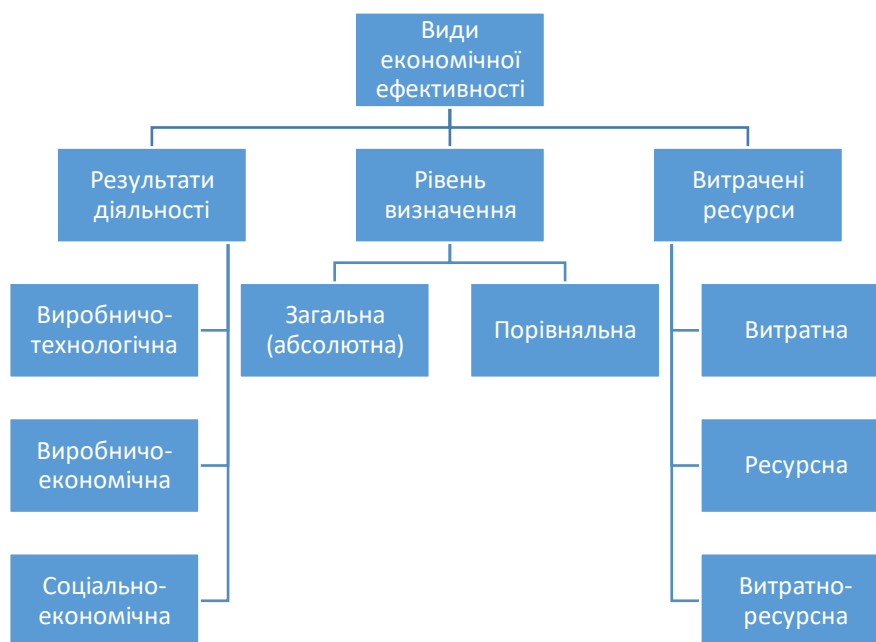 Види
економічної
ефективності
Результати
діяльності
Рівень
визначення
Витрачені
ресурси
Виробничо-
технологічна
Загальна
(абсолютна)
Порівняльна
Витратна
Виробничо-
економічна
Ресурсна
Соціально-
економічна
Витратно-
ресурсна